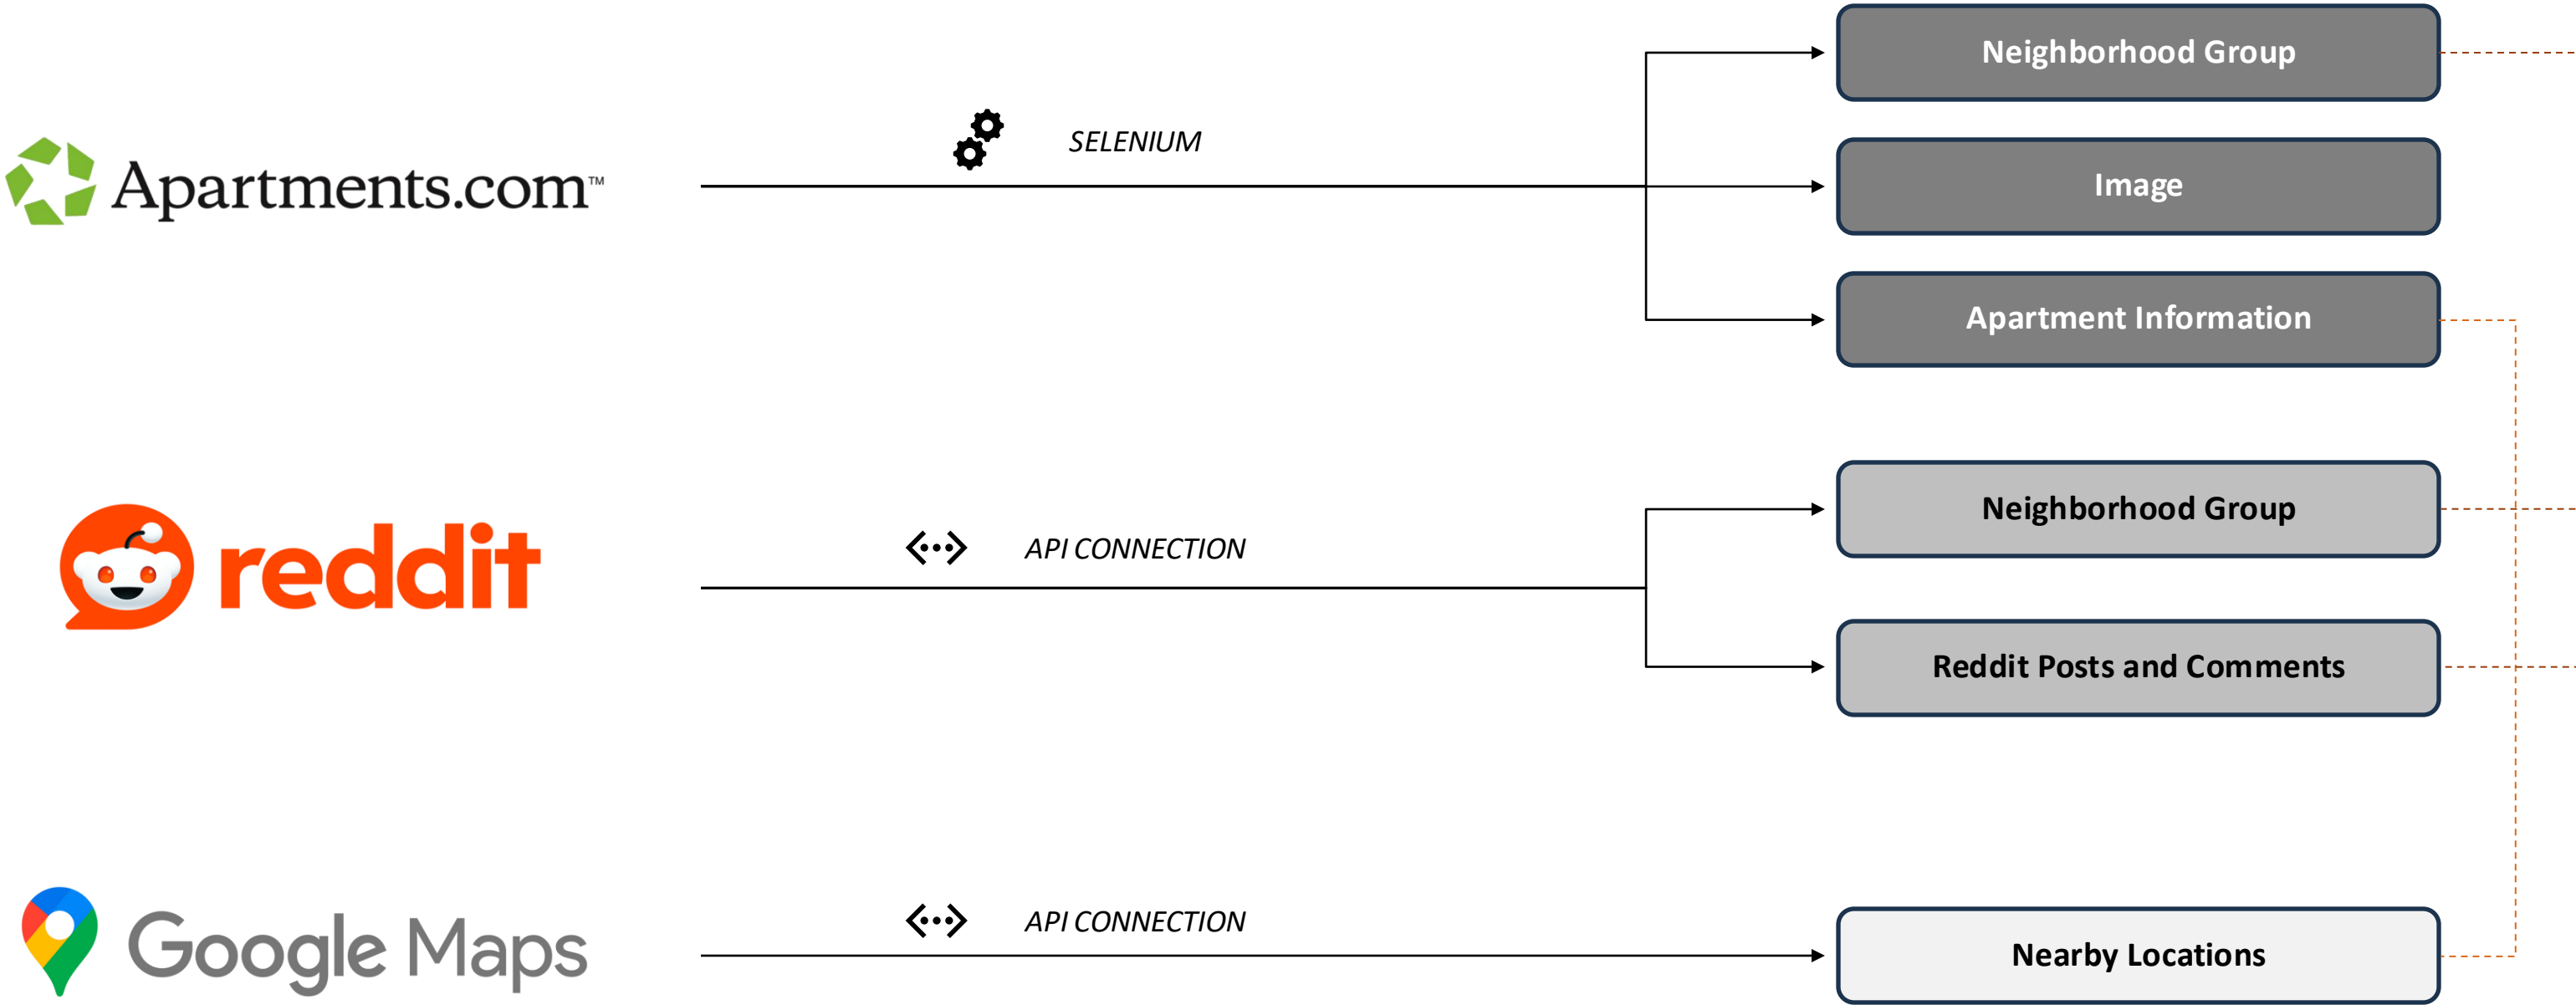 Neighborhood Group
SELENIUM
Apartments.com™
Image
Apartment Information
reddit
API CONNECTION
Neighborhood Group
Reddit Posts and Comments
Google Maps
API CONNECTION
Nearby Locations